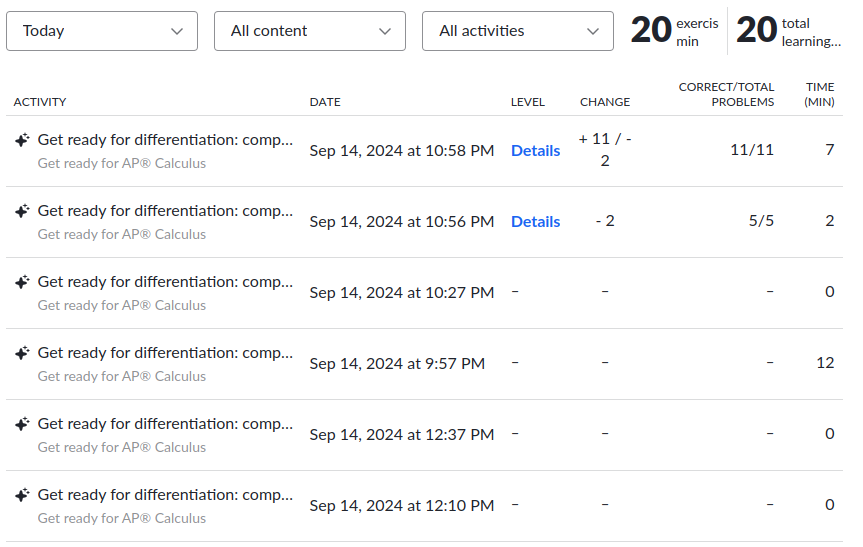 Today All content All activities 20 exercis 20 total
min learning...
ACTIVITY DATE LEVEL CHANGE CORRECT/TOTAL PROBLEMS TIME (MIN)
Get ready for differentiation: comp... Sep 14, 2024 at 10:58 PM Details + 11 / - 2 11/11 7
Get ready for AP® Calculus
Get ready for differentiation: comp... Sep 14, 2024 at 10:56 PM Details - 2 5/5 2
Get ready for AP® Calculus
Get ready for differentiation: comp... Sep 14, 2024 at 10:27 PM – – – 0
Get ready for AP® Calculus
Get ready for differentiation: comp... Sep 14, 2024 at 9:57 PM – – – 12
Get ready for AP® Calculus
Get ready for differentiation: comp... Sep 14, 2024 at 12:37 PM – – – 0
Get ready for AP® Calculus
Get ready for differentiation: comp... Sep 14, 2024 at 12:10 PM – – – 0
Get ready for AP® Calculus